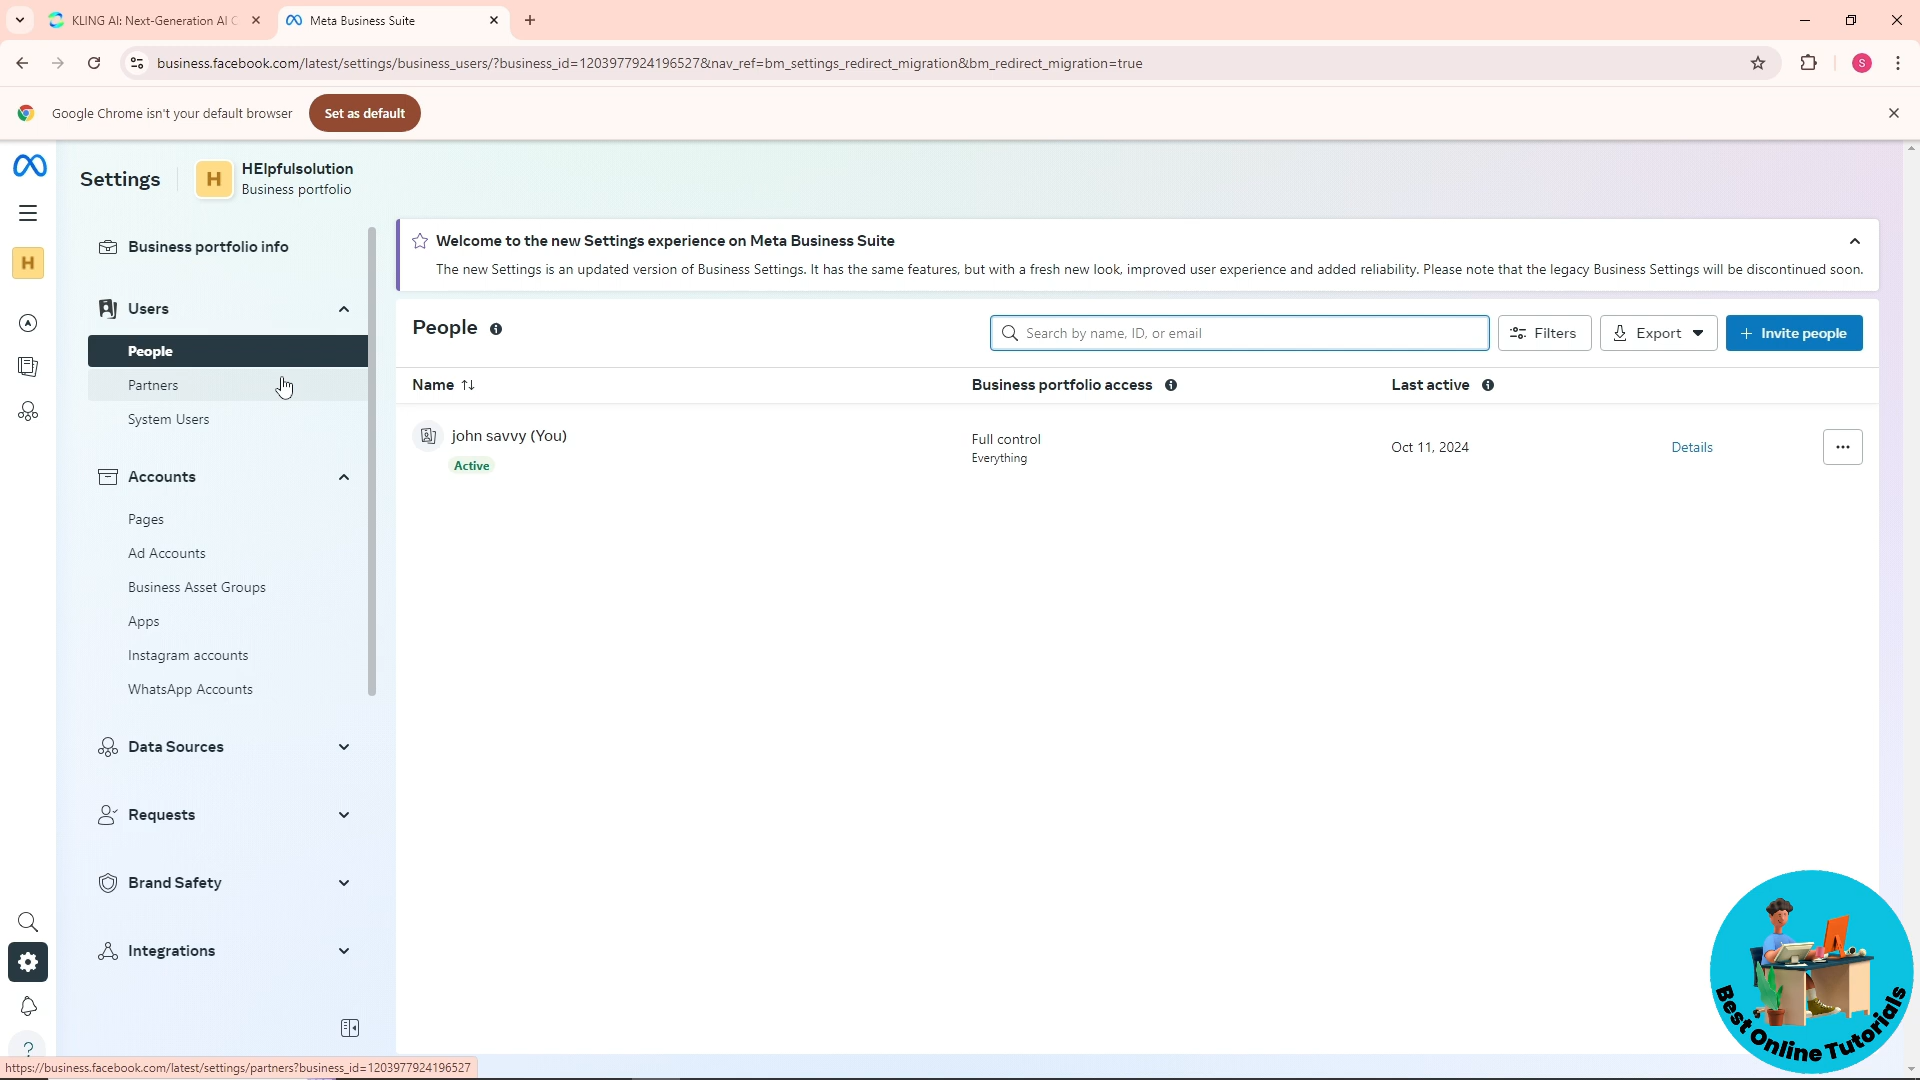 KLING AI: Next-Generation AI C
Meta Business Suite
business.facebook.com/latest/settings/business_users/?business_id=1203977924196527&nav_ref=bm_settings_redirect_migration&bm_redirect_migration=true
S
Google Chrome isn't your default browser
Set as default
Settings
H
HElpfulsolution
Business portfolio
H
Business portfolio info
Users
People
Partners
System Users
Accounts
Pages
Ad Accounts
Business Asset Groups
Apps
Instagram accounts
WhatsApp Accounts
Data Sources
Requests
Brand Safety
Integrations
Welcome to the new Settings experience on Meta Business Suite
The new Settings is an updated version of Business Settings. It has the same features, but with a fresh new look, improved user experience and added reliability. Please note that the legacy Business Settings will be discontinued soon.
People
Search by name, ID, or email
Filters
Export
+ Invite people
Name
Business portfolio access
Last active
john savvy (You)
Active
Full control
Everything
Oct 11, 2024
Details
...
Best Online Tutorials
?
https://business.facebook.com/latest/settings/partners?business_id=1203977924196527